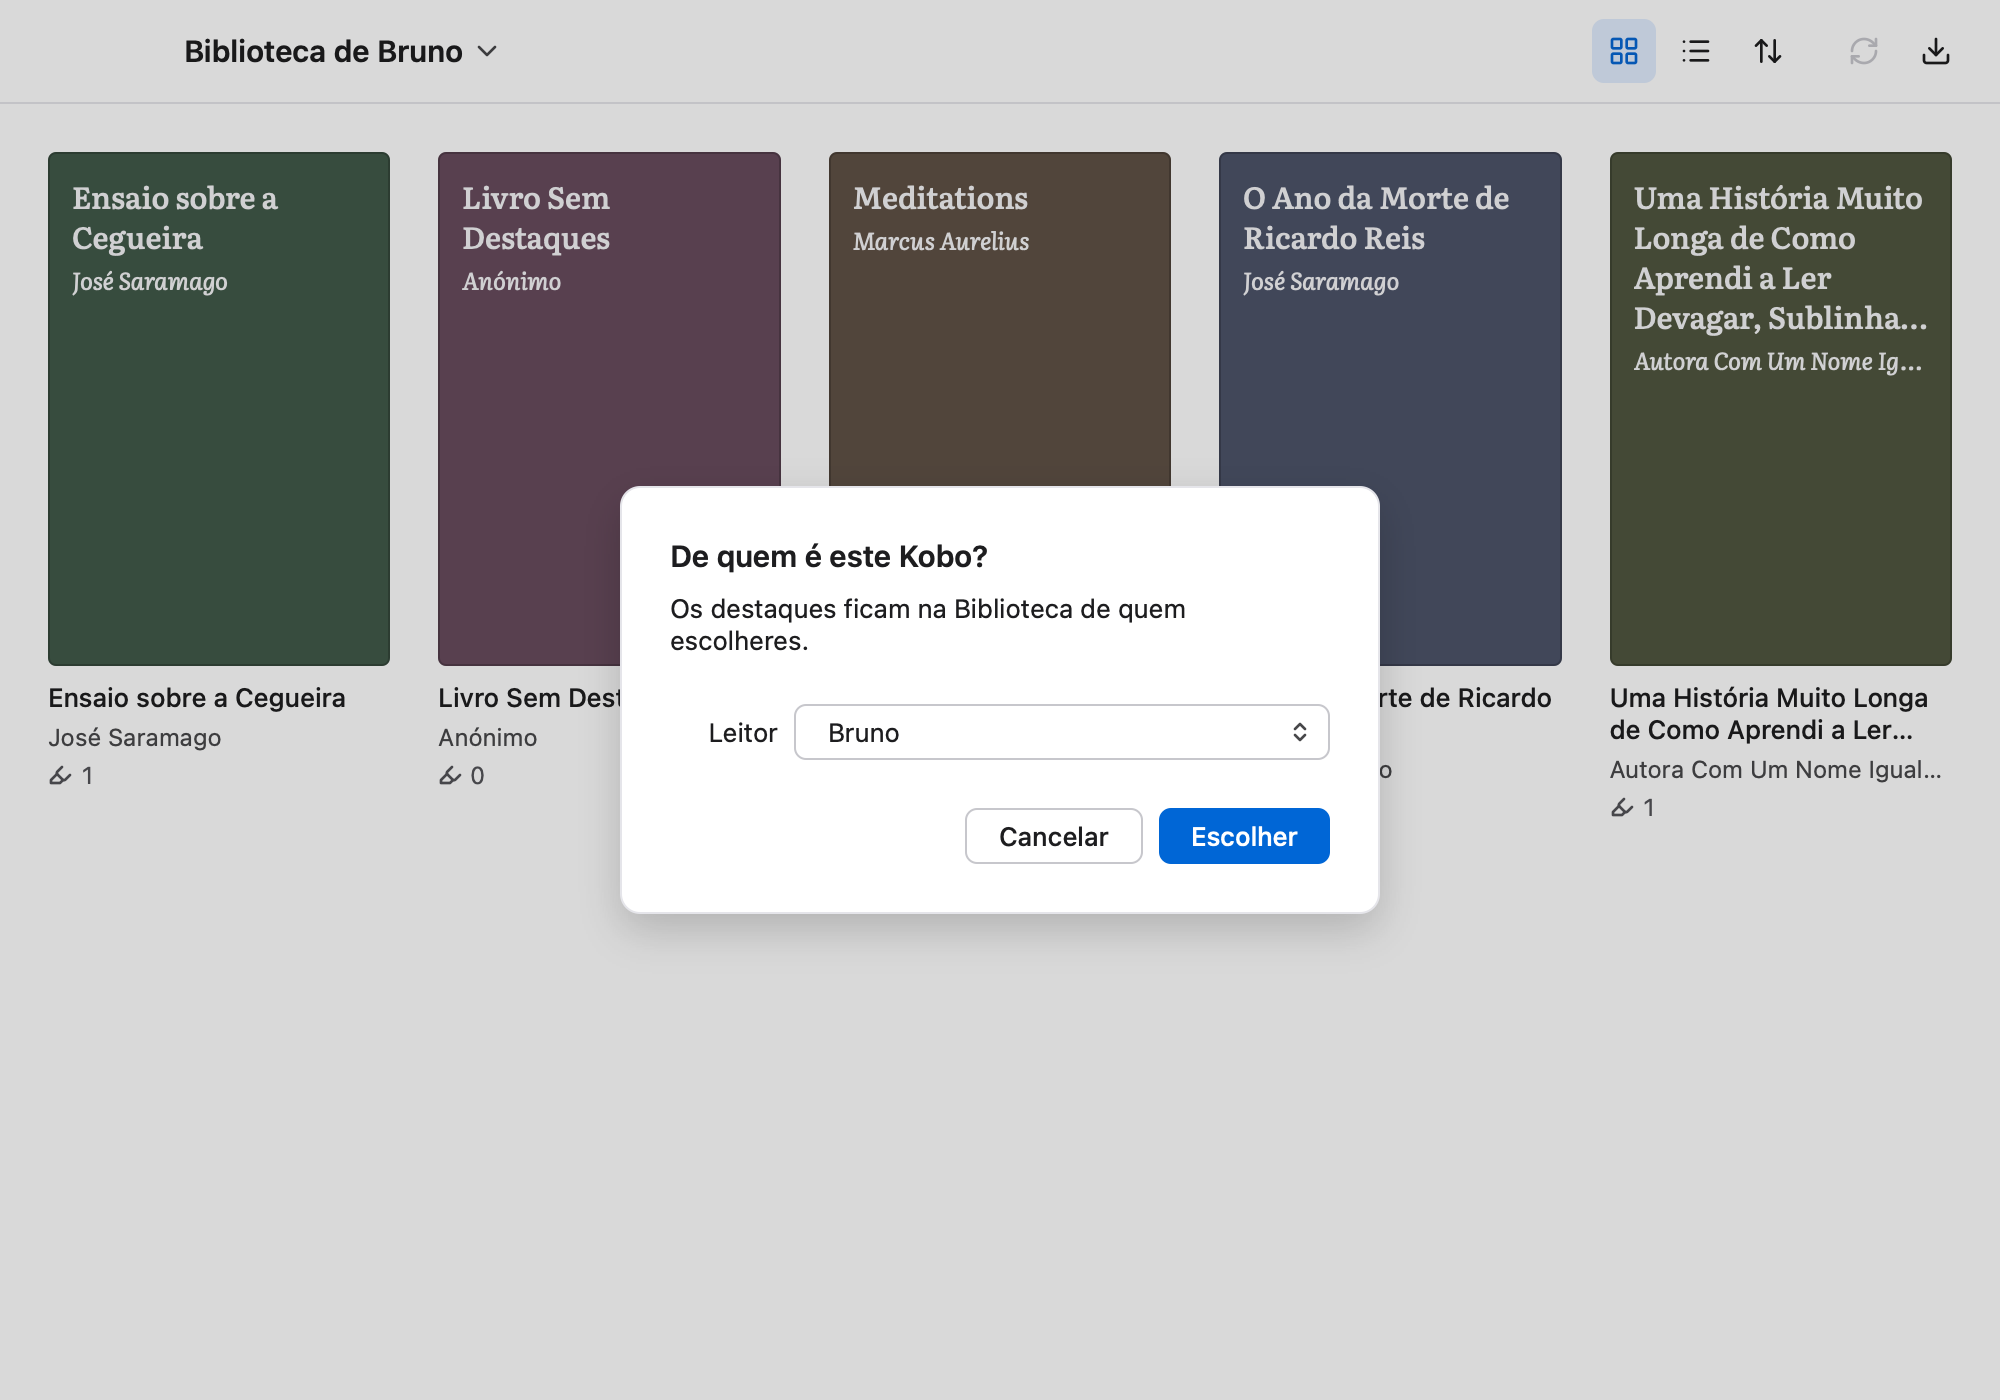 Biblioteca de Bruno
Ensaio sobre a
Cegueira
José Saramago
Livro Sem
Destaques
Anónimo
Meditations
Marcus Aurelius
O Ano da Morte de
Ricardo Reis
José Saramago
Uma História Muito
Longa de Como
Aprendi a Ler
Devagar, Sublinha…
Autora Com Um Nome Ig…
De quem é este Kobo?
Os destaques ficam na Biblioteca de quem
escolheres.
Leitor
Bruno
Cancelar
Escolher
Ensaio sobre a Cegueira
José Saramago
1
Livro Sem Dest
Anónimo
0
rte de Ricardo
o
Uma História Muito Longa
de Como Aprendi a Ler…
Autora Com Um Nome Igual…
1